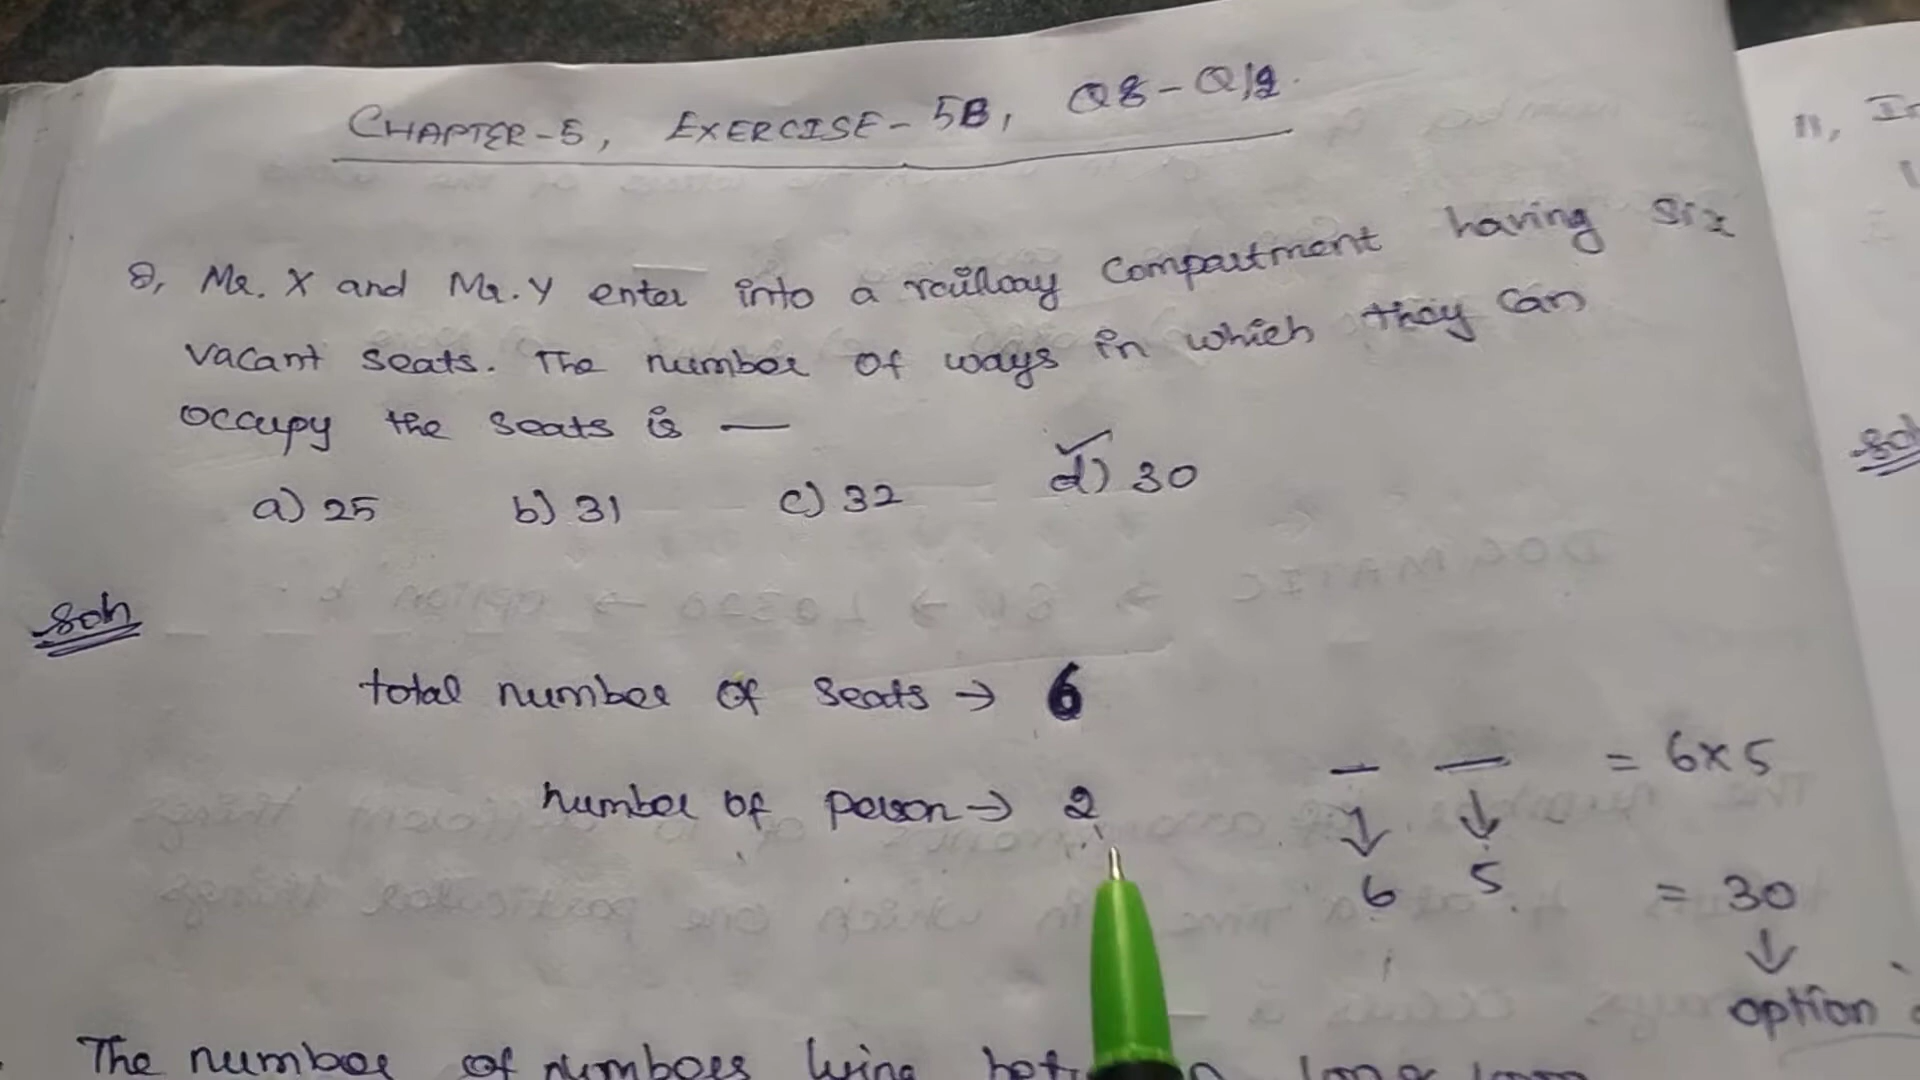 CHAPTER-5, EXERCISE-5B, Q8-Q12.
8, Mr. X and Mr. Y enter into a railway compartment having six
vacant seats. The number of ways in which they can
occupy the seats is —
a) 25 b) 31 c) 32 d) 30
Soln
total number of seats → 6
number of person → 2
— — = 6×5
↓ ↓
6 5 = 30
↓
option
The number of numbers lying
11,